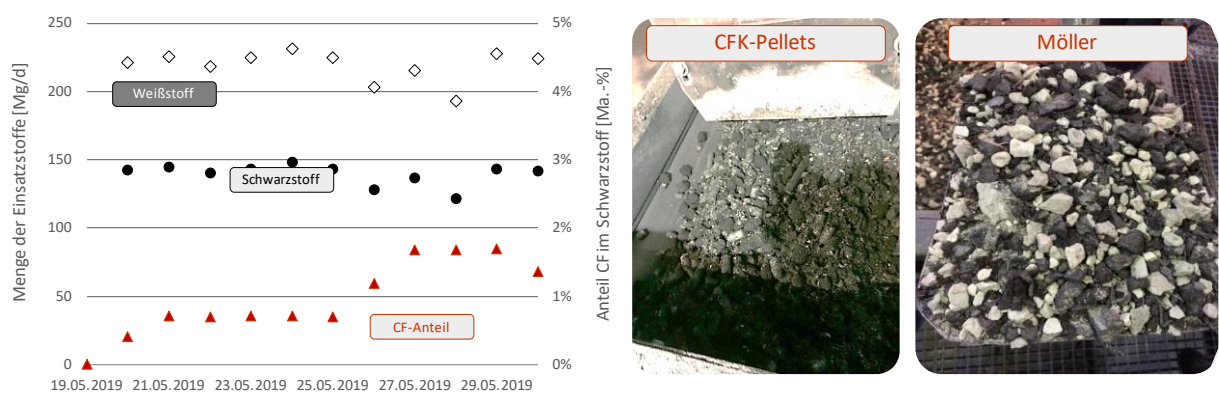 Menge der Einsatzstoffe [Mg/d]
250
200
150
100
50
0
Weißstoff
Schwarzstoff
CF-Anteil
19.05.2019 21.05.2019 23.05.2019 25.05.2019 27.05.2019 29.05.2019
5%
4%
3%
2%
1%
0%
Anteil CF im Schwarzstoff [Ma.-%]
CFK-Pellets
Möller